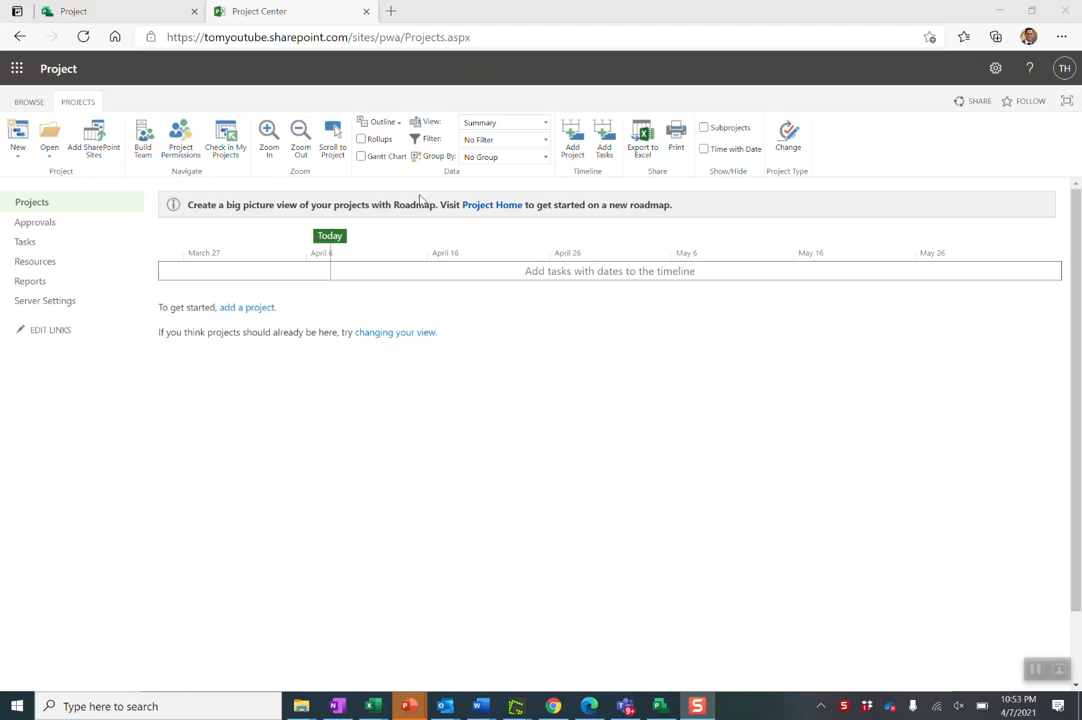 Project
Project Center
https://tomyoutube.sharepoint.com/sites/pwa/Projects.aspx
Project
TH
BROWSE
PROJECTS
SHARE
FOLLOW
New
Open
Add SharePoint
Sites
Project
Build
Team
Project
Permissions
Check in My
Projects
Navigate
Zoom
In
Zoom
Out
Scroll to
Project
Zoom
Outline
View:
Summary
Rollups
Filter:
No Filter
Gantt Chart
Group By:
No Group
Data
Add
Project
Add
Tasks
Timeline
Export to
Excel
Print
Share
Subprojects
Time with Date
Show/Hide
Change
Project Type
Projects
Approvals
Tasks
Resources
Reports
Server Settings
EDIT LINKS
Create a big picture view of your projects with Roadmap. Visit Project Home to get started on a new roadmap.
Today
March 27
April 6
April 16
April 26
May 6
May 16
May 26
Add tasks with dates to the timeline
To get started, add a project.
If you think projects should already be here, try changing your view.
Type here to search
10:53 PM
4/7/2021